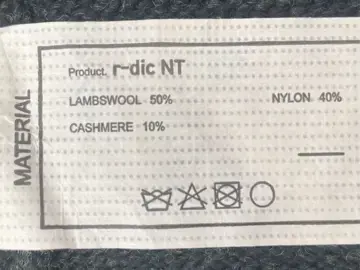 Product. r-dic NT
LAMBSWOOL 50% NYLON 40%
CASHMERE 10%
MATERIAL